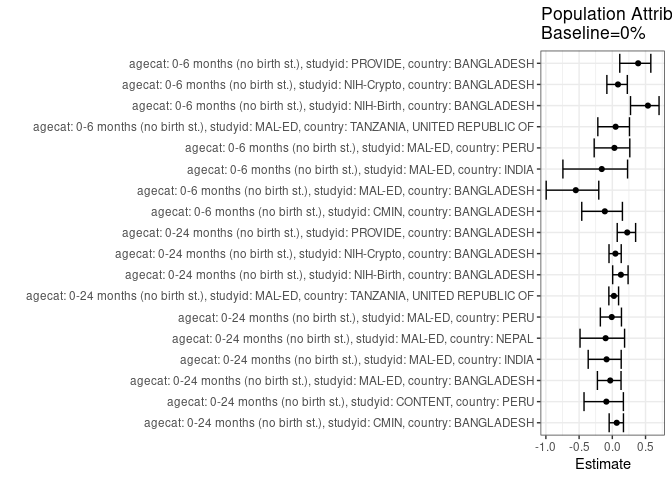 Population Attrib
Baseline=0%
agecat: 0-6 months (no birth st.), studyid: PROVIDE, country: BANGLADESH
agecat: 0-6 months (no birth st.), studyid: NIH-Crypto, country: BANGLADESH
agecat: 0-6 months (no birth st.), studyid: NIH-Birth, country: BANGLADESH
agecat: 0-6 months (no birth st.), studyid: MAL-ED, country: TANZANIA, UNITED REPUBLIC OF
agecat: 0-6 months (no birth st.), studyid: MAL-ED, country: PERU
agecat: 0-6 months (no birth st.), studyid: MAL-ED, country: INDIA
agecat: 0-6 months (no birth st.), studyid: MAL-ED, country: BANGLADESH
agecat: 0-6 months (no birth st.), studyid: CMIN, country: BANGLADESH
agecat: 0-24 months (no birth st.), studyid: PROVIDE, country: BANGLADESH
agecat: 0-24 months (no birth st.), studyid: NIH-Crypto, country: BANGLADESH
agecat: 0-24 months (no birth st.), studyid: NIH-Birth, country: BANGLADESH
agecat: 0-24 months (no birth st.), studyid: MAL-ED, country: TANZANIA, UNITED REPUBLIC OF
agecat: 0-24 months (no birth st.), studyid: MAL-ED, country: PERU
agecat: 0-24 months (no birth st.), studyid: MAL-ED, country: NEPAL
agecat: 0-24 months (no birth st.), studyid: MAL-ED, country: INDIA
agecat: 0-24 months (no birth st.), studyid: MAL-ED, country: BANGLADESH
agecat: 0-24 months (no birth st.), studyid: CONTENT, country: PERU
agecat: 0-24 months (no birth st.), studyid: CMIN, country: BANGLADESH
-1.0 -0.5 0.0 0.5
Estimate